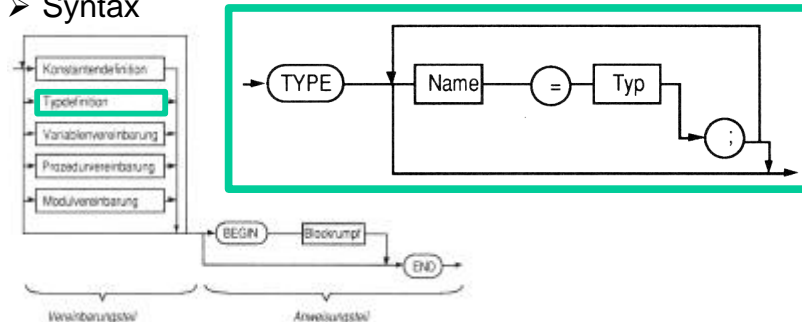 ➢ Syntax
Konstantendefinition
Typdefinition
Variablenvereinbarung
Prozedurvereinbarung
Modulvereinbarung
TYPE Name = Typ
;
BEGIN Blockrumpf
END
Vereinbarungsteil Anweisungsteil